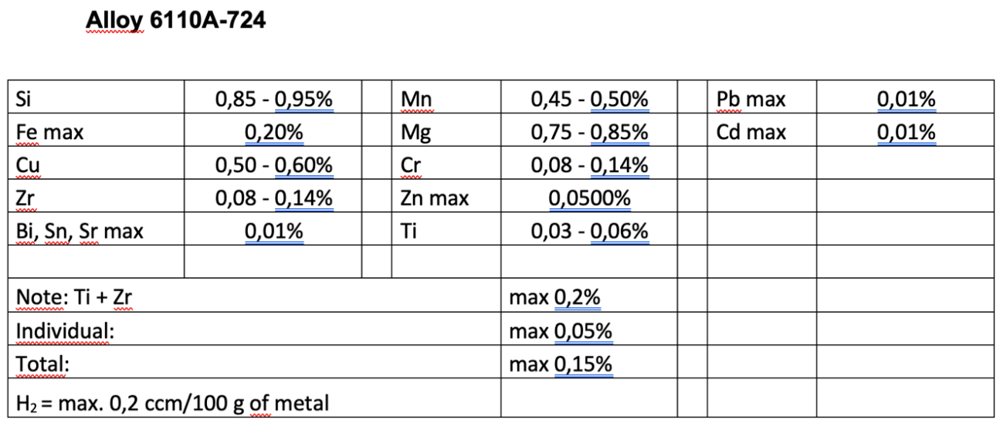 Alloy 6110A-724
Si 0,85 - 0,95% Mn 0,45 - 0,50% Pb max 0,01%
Fe max 0,20% Mg 0,75 - 0,85% Cd max 0,01%
Cu 0,50 - 0,60% Cr 0,08 - 0,14%
Zr 0,08 - 0,14% Zn max 0,0500%
Bi, Sn, Sr max 0,01% Ti 0,03 - 0,06%
Note: Ti + Zr max 0,2%
Individual: max 0,05%
Total: max 0,15%
H₂ = max. 0,2 ccm/100 g of metal